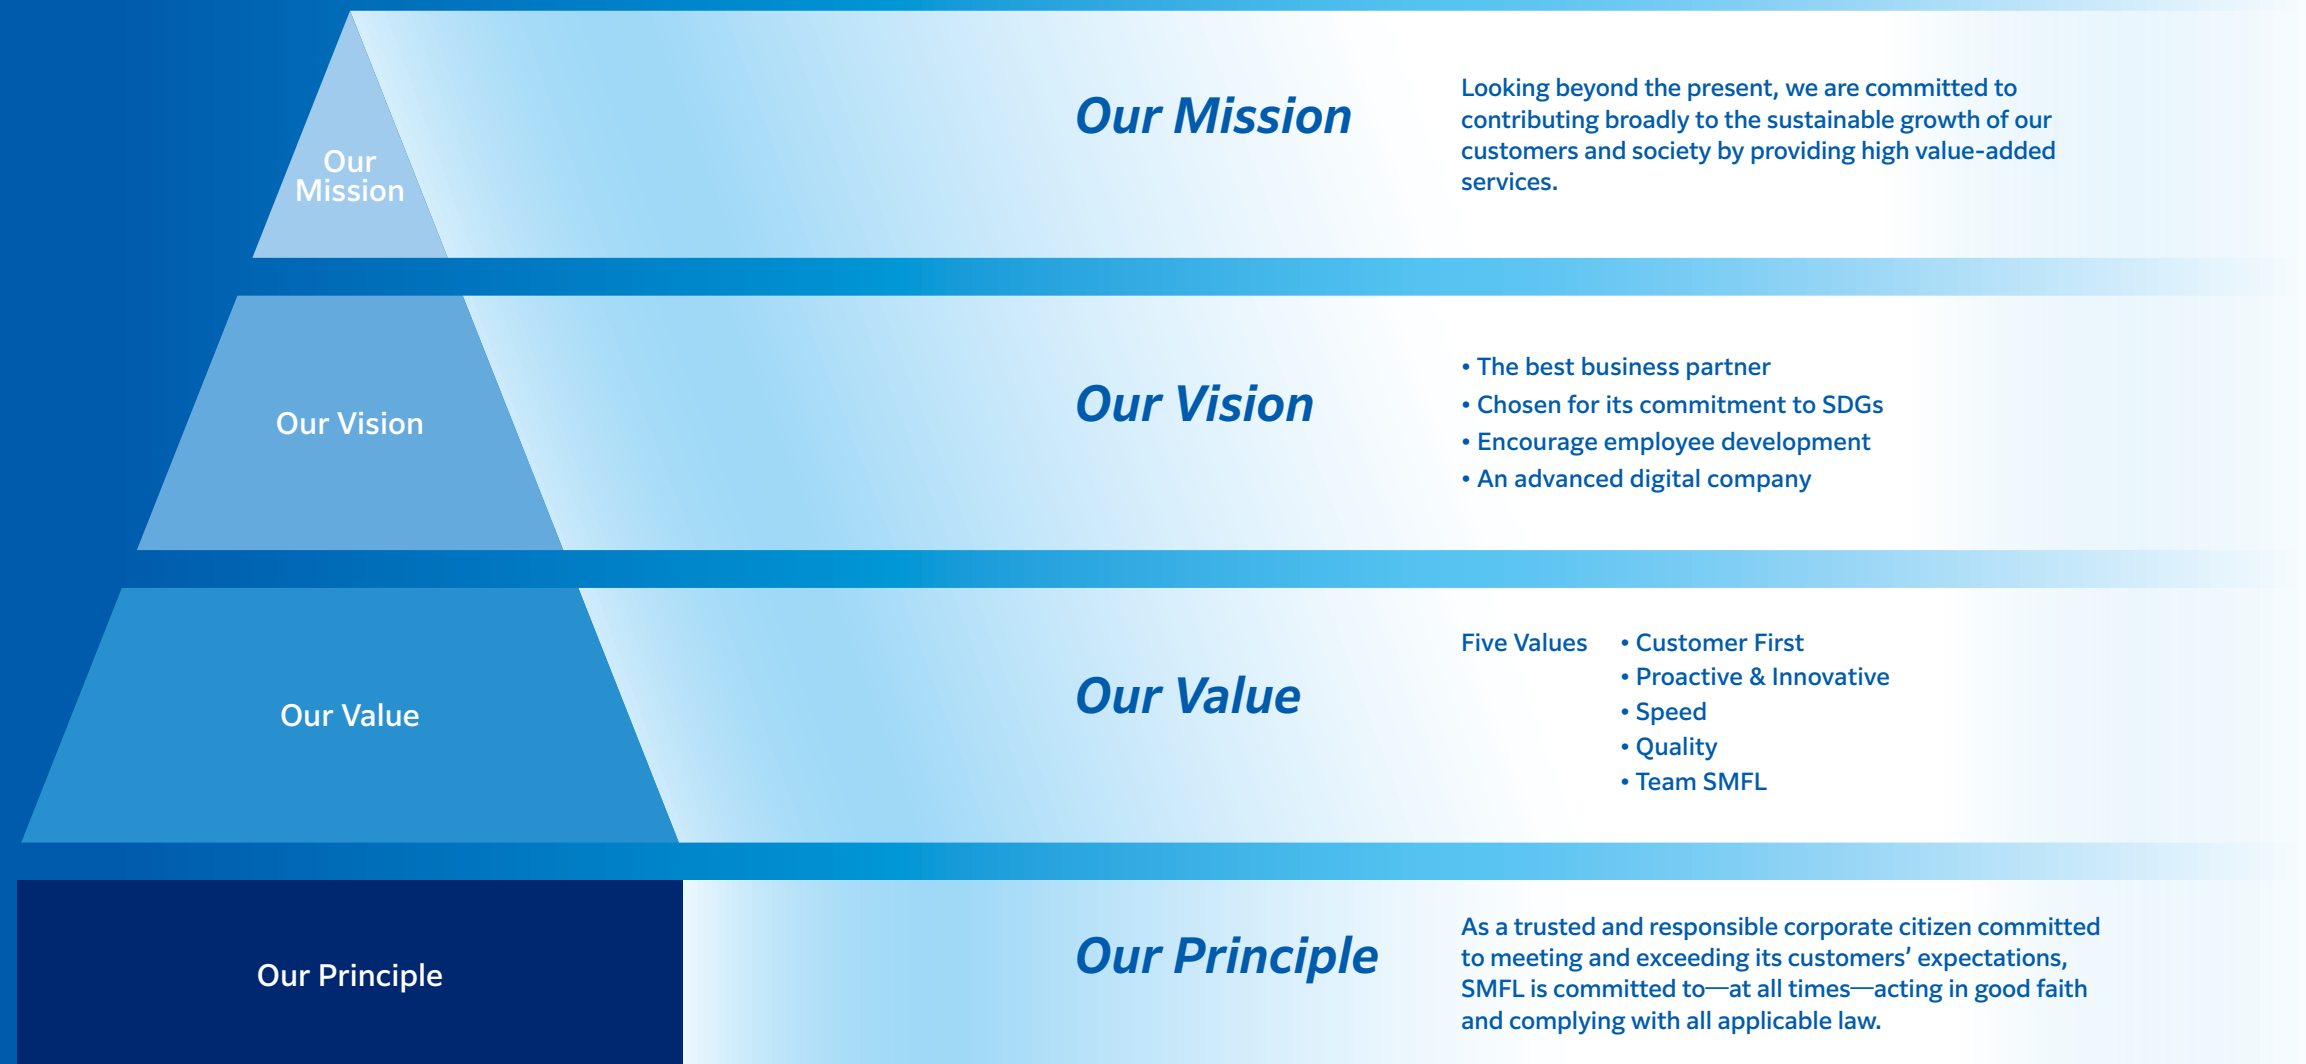 Our
Mission
Our Mission
Looking beyond the present, we are committed to
contributing broadly to the sustainable growth of our
customers and society by providing high value-added
services.
Our Vision
Our Vision
• The best business partner
• Chosen for its commitment to SDGs
• Encourage employee development
• An advanced digital company
Our Value
Our Value
Five Values • Customer First
• Proactive & Innovative
• Speed
• Quality
• Team SMFL
Our Principle
Our Principle
As a trusted and responsible corporate citizen committed
to meeting and exceeding its customers’ expectations,
SMFL is committed to—at all times—acting in good faith
and complying with all applicable law.